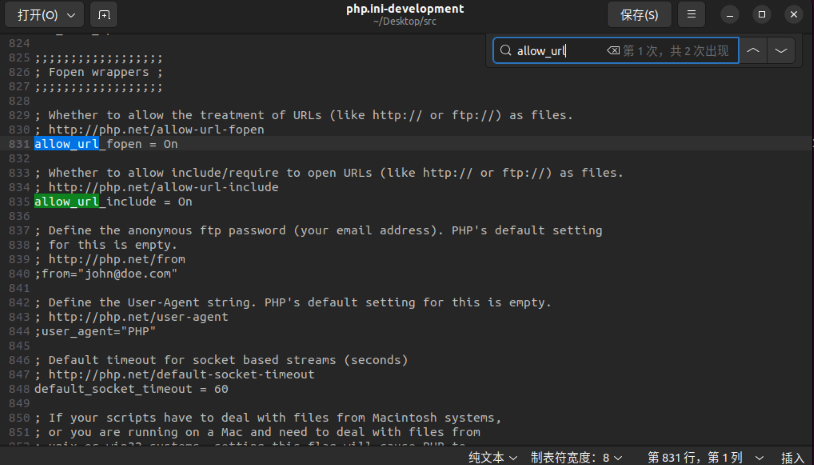 打开(O)
php.ini-development
~/Desktop/src
保存(S)
allow_url
第 1 次，共 2 次出现
824
825 ;;;;;;;;;;;;;;;;;;
826 ; Fopen wrappers ;
827 ;;;;;;;;;;;;;;;;;;
828
829 ; Whether to allow the treatment of URLs (like http:// or ftp://) as files.
830 ; http://php.net/allow-url-fopen
831 allow_url_fopen = On
832
833 ; Whether to allow include/require to open URLs (like http:// or ftp://) as files.
834 ; http://php.net/allow-url-include
835 allow_url_include = On
836
837 ; Define the anonymous ftp password (your email address). PHP's default setting
838 ; for this is empty.
839 ; http://php.net/from
840 ;from="john@doe.com"
841
842 ; Define the User-Agent string. PHP's default setting for this is empty.
843 ; http://php.net/user-agent
844 ;user_agent="PHP"
845
846 ; Default timeout for socket based streams (seconds)
847 ; http://php.net/default-socket-timeout
848 default_socket_timeout = 60
849
850 ; If your scripts have to deal with files from Macintosh systems,
851 ; or you are running on a Mac and need to deal with files from
纯文本 制表符宽度：8 第 831 行，第 1 列 插入